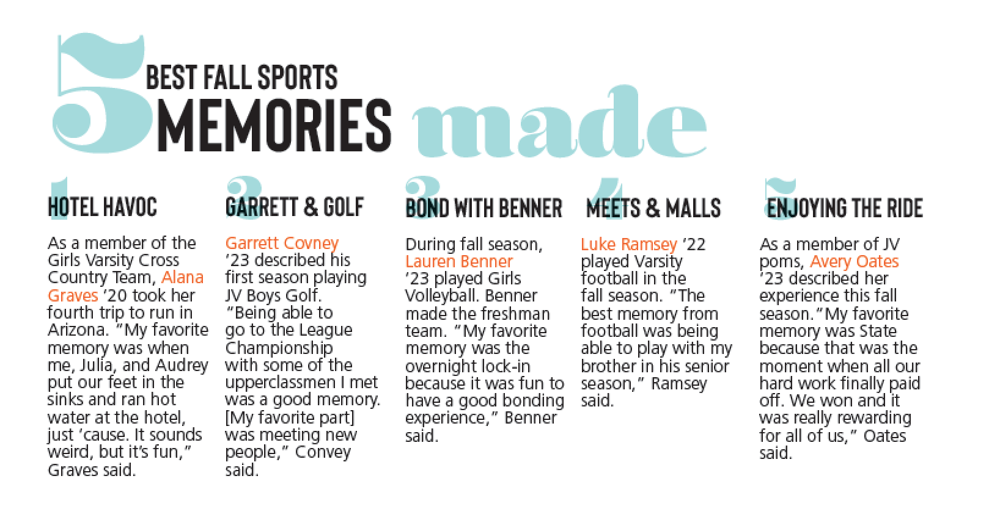 5
BEST FALL SPORTS
MEMORIES made
1
HOTEL HAVOC
As a member of the
Girls Varsity Cross
Country Team, Alana
Graves ’20 took her
fourth trip to run in
Arizona. “My favorite
memory was when
me, Julia, and Audrey
put our feet in the
sinks and ran hot
water at the hotel,
just ‘cause. It sounds
weird, but it’s fun,”
Graves said.
3
GARRETT & GOLF
Garrett Covney
’23 described his
first season playing
JV Boys Golf.
“Being able to
go to the League
Championship
with some of the
upperclassmen I met
was a good memory.
[My favorite part]
was meeting new
people,” Convey
said.
3
BOND WITH BENNER
During fall season,
Lauren Benner
’23 played Girls
Volleyball. Benner
made the freshman
team. “My favorite
memory was the
overnight lock-in
because it was fun to
have a good bonding
experience,” Benner
said.
4
MEETS & MALLS
Luke Ramsey ’22
played Varsity
football in the
fall season. “The
best memory from
football was being
able to play with my
brother in his senior
season,” Ramsey
said.
5
ENJOYING THE RIDE
As a member of JV
poms, Avery Oates
’23 described her
experience this fall
season.“My favorite
memory was State
because that was the
moment when all our
hard work finally paid
off. We won and it
was really rewarding
for all of us,” Oates
said.